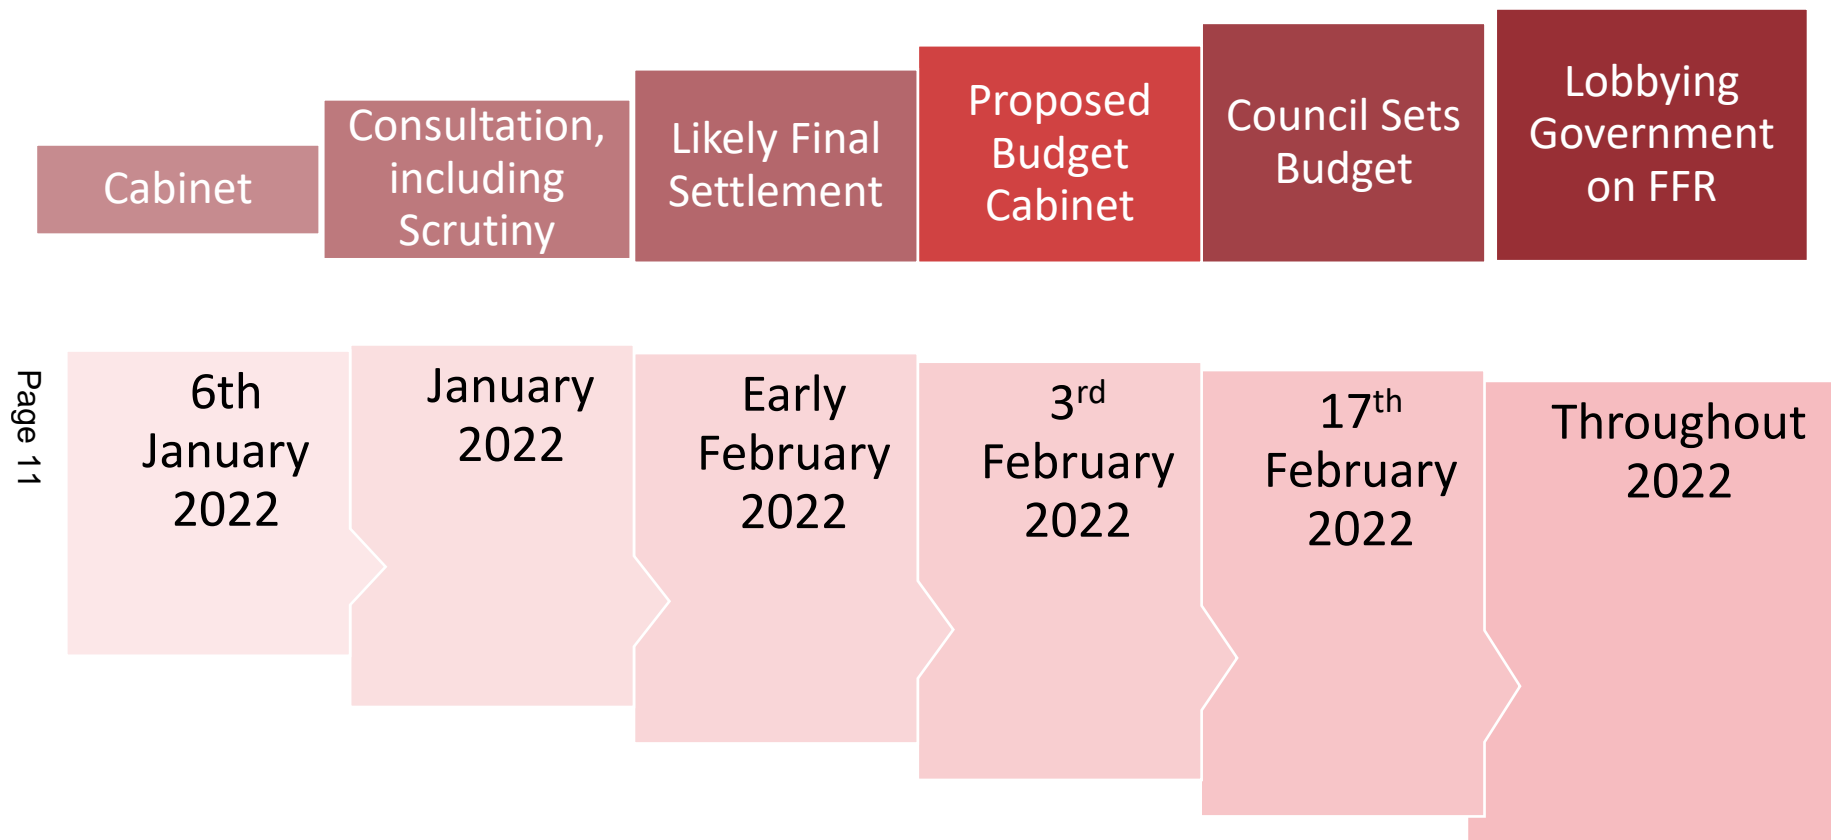 Cabinet
Consultation,
including
Scrutiny
Likely Final
Settlement
Proposed
Budget
Cabinet
Council Sets
Budget
Lobbying
Government
on FFR
Page 11
6th
January
2022
January
2022
Early
February
2022
3rd
February
2022
17th
February
2022
Throughout
2022